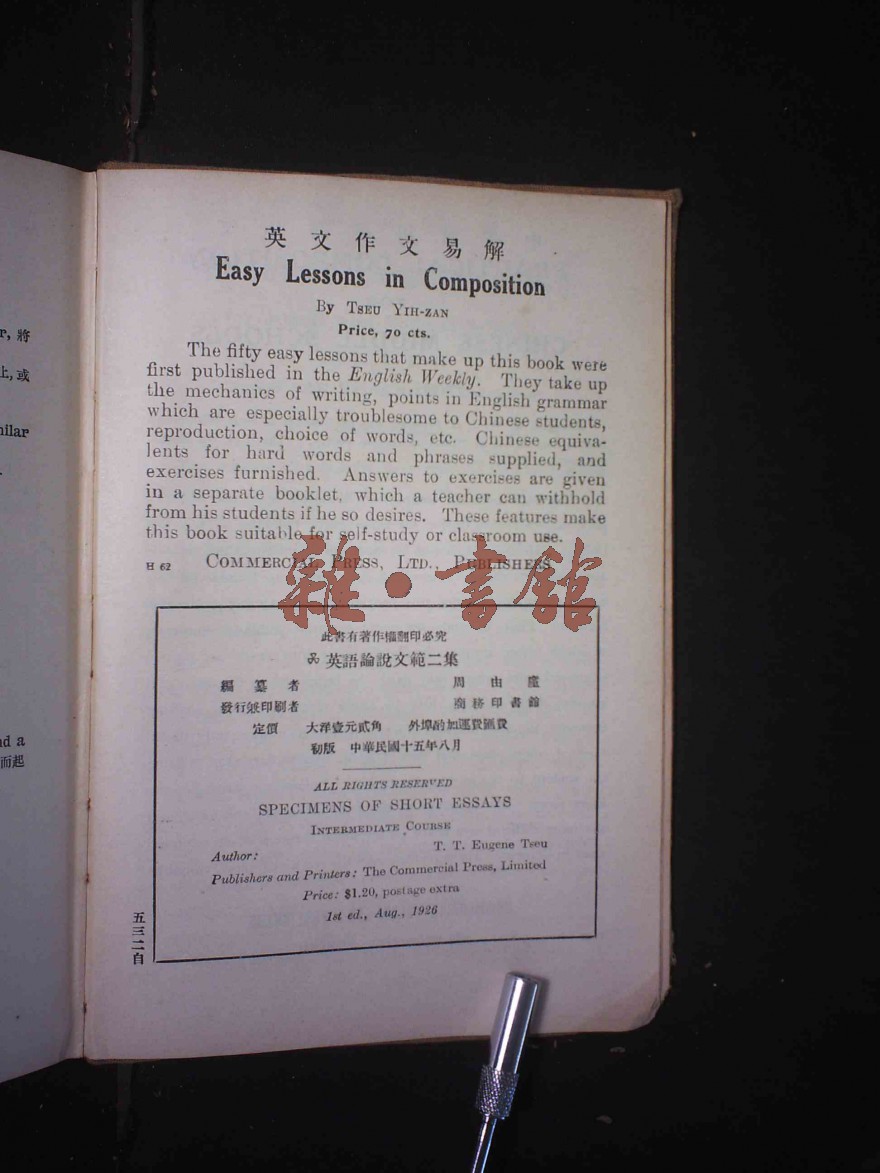 英文作文易解
Easy Lessons in Composition
By TSEU YIH-ZAN
Price, 70 cts.
The fifty easy lessons that make up this book were
first published in the English Weekly. They take up
the mechanics of writing, points in English grammar
which are especially troublesome to Chinese students,
reproduction, choice of words, etc. Chinese equiva-
lents for hard words and phrases supplied, and
exercises furnished. Answers to exercises are given
in a separate booklet, which a teacher can withhold
from his students if he so desires. These features make
this book suitable for self-study or classroom use.
H 62 COMMERCIAL PRESS, LTD., PUBLISHERS
雜·書館
此書有著作權翻印必究
英語論說文範二集
編纂者 周由廑
發行兼印刷者 商務印書館
定價 大洋壹元貳角 外埠酌加運費匯費
初版 中華民國十五年八月
ALL RIGHTS RESERVED
SPECIMENS OF SHORT ESSAYS
INTERMEDIATE COURSE
Author: T. T. Eugene Tseu
Publishers and Printers: The Commercial Press, Limited
Price: $1.20, postage extra
1st ed., Aug., 1926
五三二自
將
上,或
milar
nd a
而起